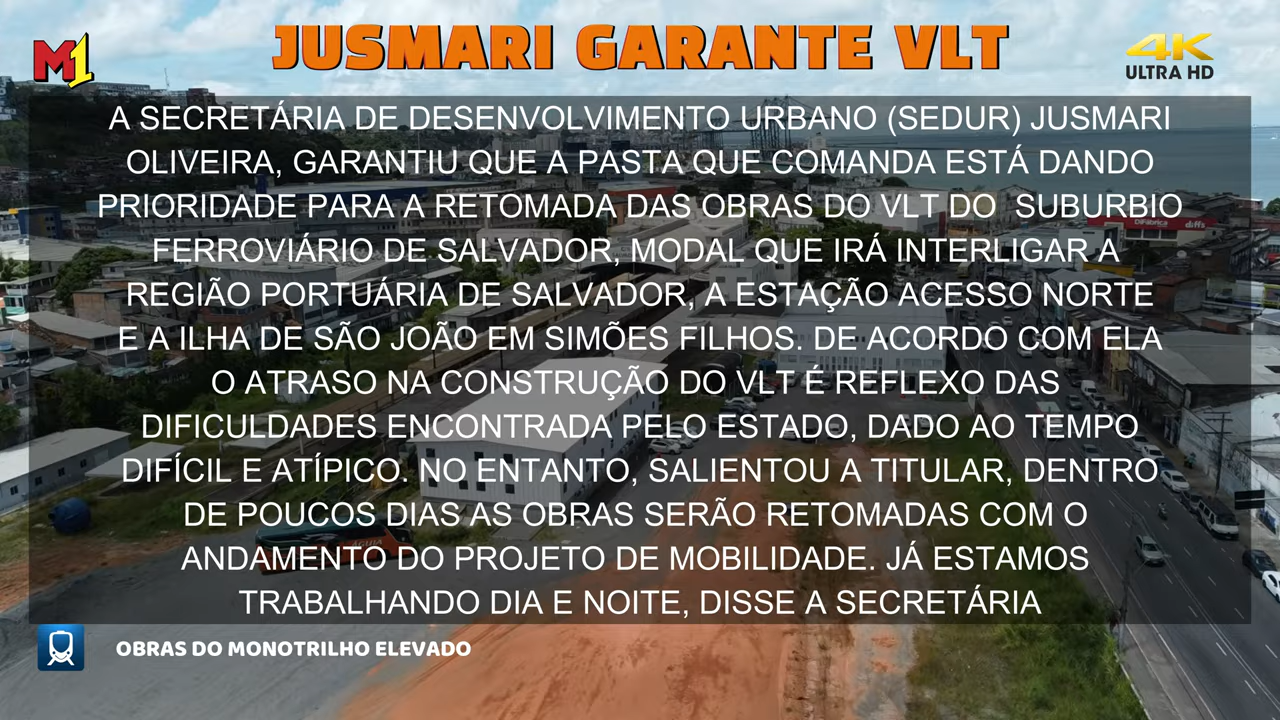 JUSMARI GARANTE VLT
M1
4K
ULTRA HD
A SECRETÁRIA DE DESENVOLVIMENTO URBANO (SEDUR) JUSMARI
OLIVEIRA, GARANTIU QUE A PASTA QUE COMANDA ESTÁ DANDO
PRIORIDADE PARA A RETOMADA DAS OBRAS DO VLT DO  SUBURBIO
FERROVIÁRIO DE SALVADOR, MODAL QUE IRÁ INTERLIGAR A
REGIÃO PORTUÁRIA DE SALVADOR, A ESTAÇÃO ACESSO NORTE
E A ILHA DE SÃO JOÃO EM SIMÕES FILHOS. DE ACORDO COM ELA
O ATRASO NA CONSTRUÇÃO DO VLT É REFLEXO DAS
DIFICULDADES ENCONTRADA PELO ESTADO, DADO AO TEMPO
DIFÍCIL E ATÍPICO. NO ENTANTO, SALIENTOU A TITULAR, DENTRO
DE POUCOS DIAS AS OBRAS SERÃO RETOMADAS COM O
ANDAMENTO DO PROJETO DE MOBILIDADE. JÁ ESTAMOS
TRABALHANDO DIA E NOITE, DISSE A SECRETÁRIA
DiFábrica diffs
ÁGUIA
OBRAS DO MONOTRILHO ELEVADO